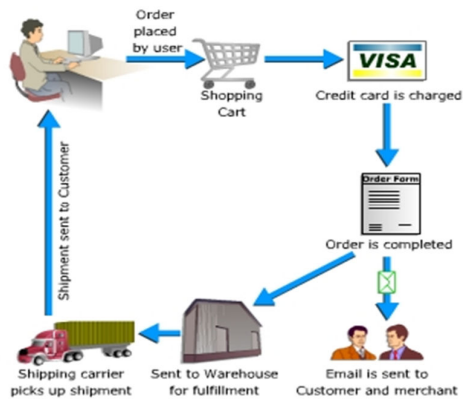 Order
placed
by user
Shopping
Cart
VISA
Credit card is charged
Order Form
Order is completed
Email is sent to
Customer and merchant
Sent to Warehouse
for fulfillment
Shipping carrier
picks up shipment
Shipment sent to Customer